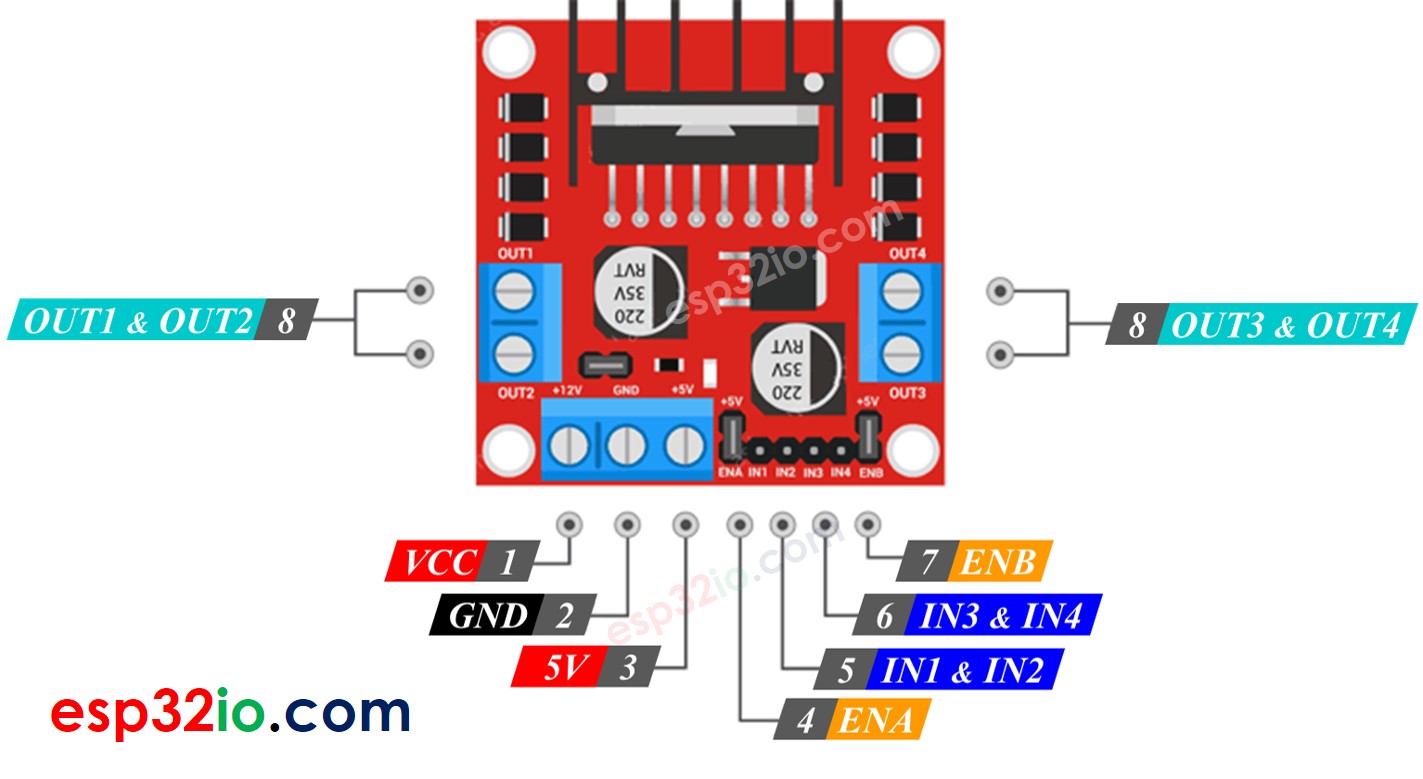 OUT1
OUT4
220
35V
RVT
esp32io.com
OUT1 & OUT2 8
8 OUT3 & OUT4
220
35V
RVT
OUT2
+12V
GND
+5V
OUT3
+5V
+5V
ENA
IN1
IN2
IN3
IN4
ENB
VCC 1
7 ENB
GND 2
esp32io.com
6 IN3 & IN4
5V 3
5 IN1 & IN2
4 ENA
esp32io.com